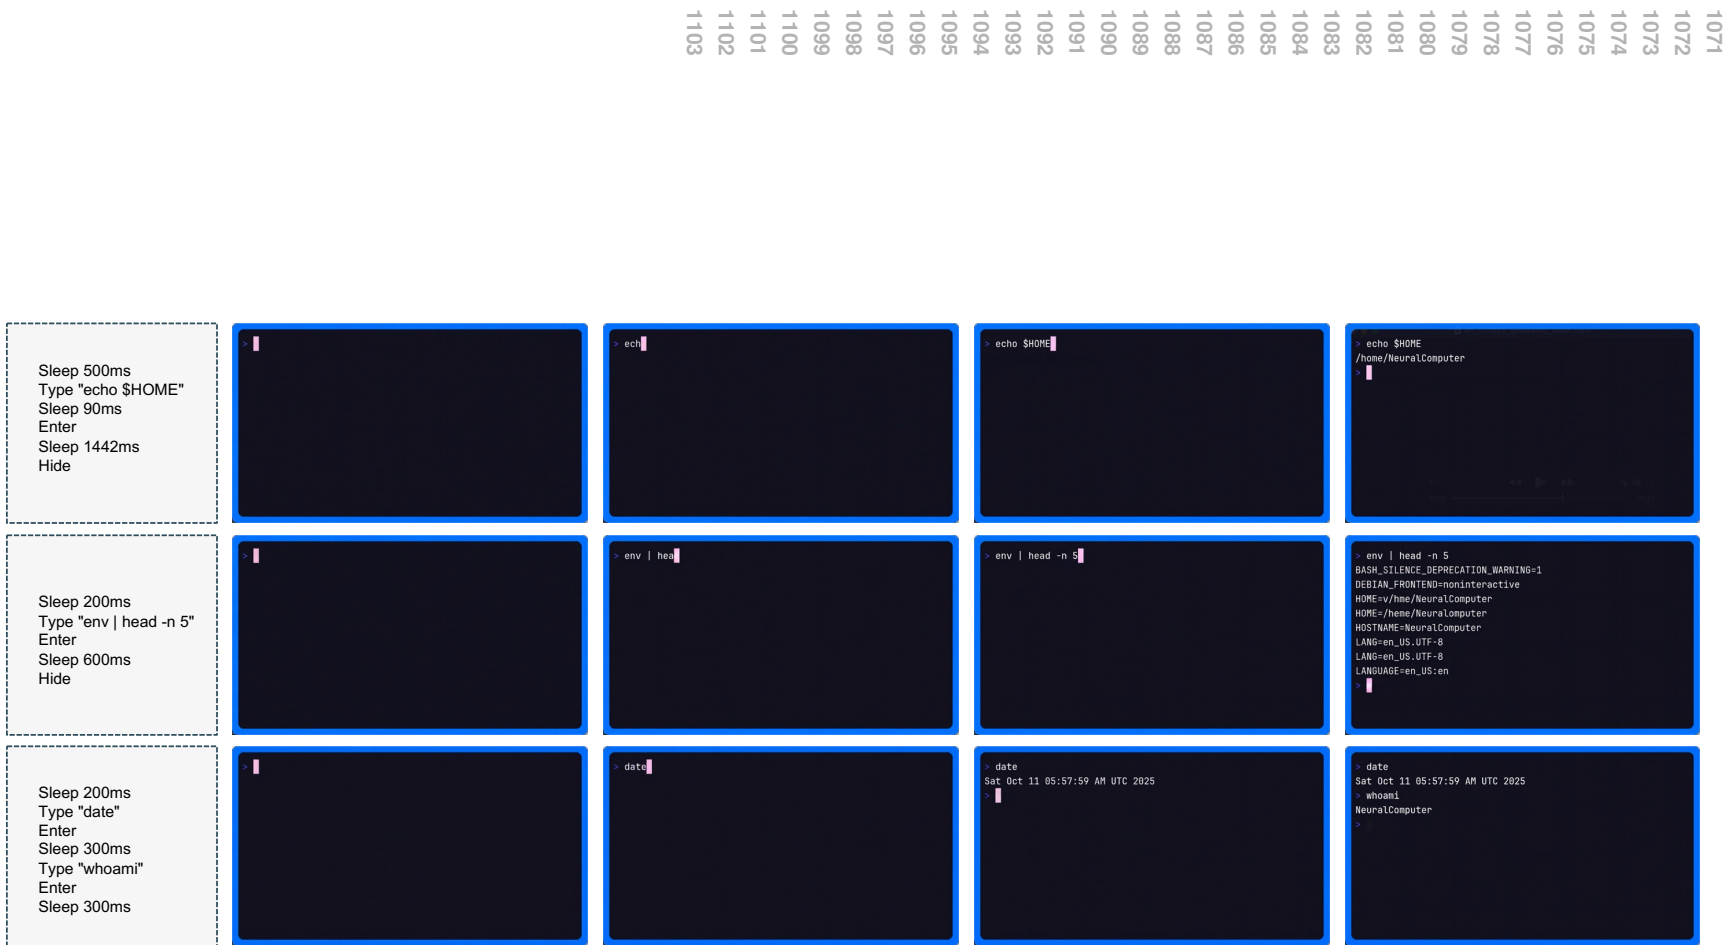 1103
1102
1101
1100
1099
1098
1097
1096
1095
1094
1093
1092
1091
1090
1089
1088
1087
1086
1085
1084
1083
1082
1081
1080
1079
1078
1077
1076
1075
1074
1073
1072
1071
Sleep 500ms
Type "echo $HOME"
Sleep 90ms
Enter
Sleep 1442ms
Hide
>
> ech
> echo $HOME
> echo $HOME
/home/NeuralComputer
>
Sleep 200ms
Type "env | head -n 5"
Enter
Sleep 600ms
Hide
>
> env | hea
> env | head -n 5
> env | head -n 5
BASH_SILENCE_DEPRECATION_WARNING=1
DEBIAN_FRONTEND=noninteractive
HOME=v/hme/NeuralComputer
HOME=/heme/Neuralomputer
HOSTNAME=NeuralComputer
LANG=en_US.UTF-8
LANG=en_US.UTF-8
LANGUAGE=en_US:en
>
Sleep 200ms
Type "date"
Enter
Sleep 300ms
Type "whoami"
Enter
Sleep 300ms
>
> date
> date
Sat Oct 11 05:57:59 AM UTC 2025
>
> date
Sat Oct 11 05:57:59 AM UTC 2025
> whoami
NeuralComputer
>